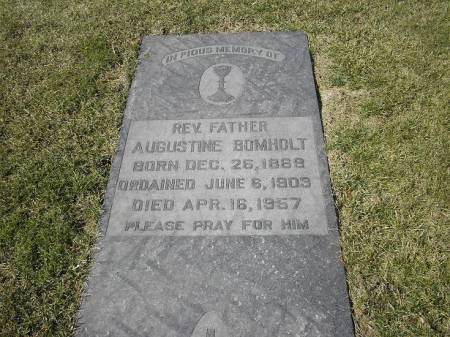 IN PIOUS MEMORY OF
REV. FATHER
AUGUSTINE BOMHOLT
BORN DEC. 26, 1889
ORDAINED JUNE 6, 1903
DIED APR. 16, 1957
PLEASE PRAY FOR HIM